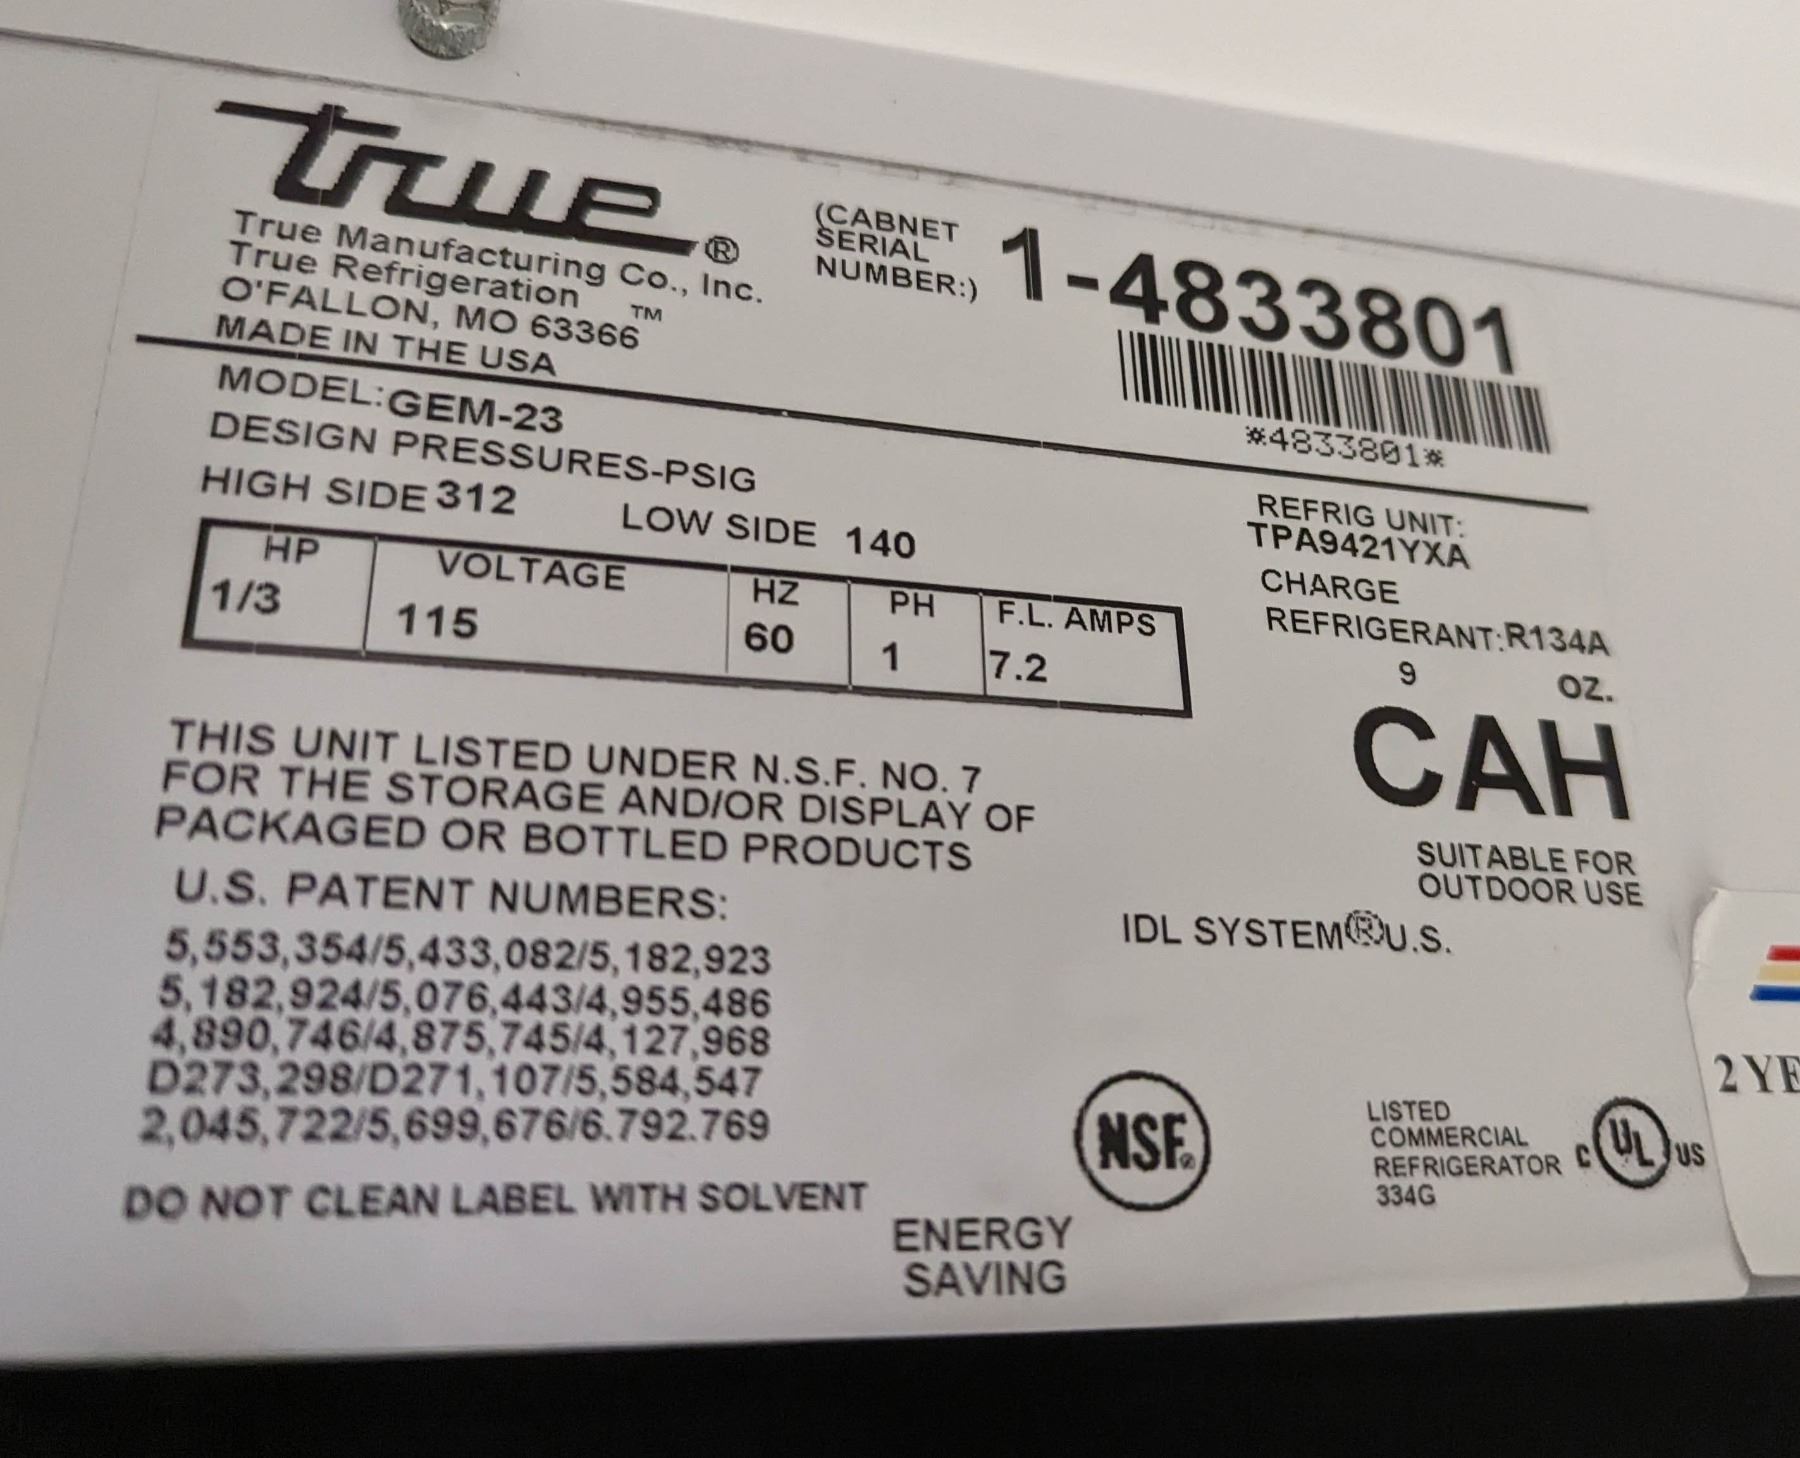 true®
True Manufacturing Co., Inc.
True Refrigeration ™
O'FALLON, MO 63366
MADE IN THE USA
(CABNET
SERIAL
NUMBER:) 1-4833801
*4833801*
MODEL:GEM-23
DESIGN PRESSURES-PSIG
HIGH SIDE 312 LOW SIDE 140
HP VOLTAGE HZ PH F.L. AMPS
1/3 115 60 1 7.2
REFRIG UNIT:
TPA9421YXA
CHARGE
REFRIGERANT:R134A
9 OZ.
CAH
SUITABLE FOR
OUTDOOR USE
THIS UNIT LISTED UNDER N.S.F. NO. 7
FOR THE STORAGE AND/OR DISPLAY OF
PACKAGED OR BOTTLED PRODUCTS
IDL SYSTEM®U.S.
U.S. PATENT NUMBERS:
5,553,354/5,433,082/5,182,923
5,182,924/5,076,443/4,955,486
4,890,746/4,875,745/4,127,968
D273,298/D271,107/5,584,547
2,045,722/5,699,676/6.792.769
DO NOT CLEAN LABEL WITH SOLVENT
ENERGY
SAVING
NSF®
LISTED
COMMERCIAL
REFRIGERATOR
334G
C UL US
2 YE